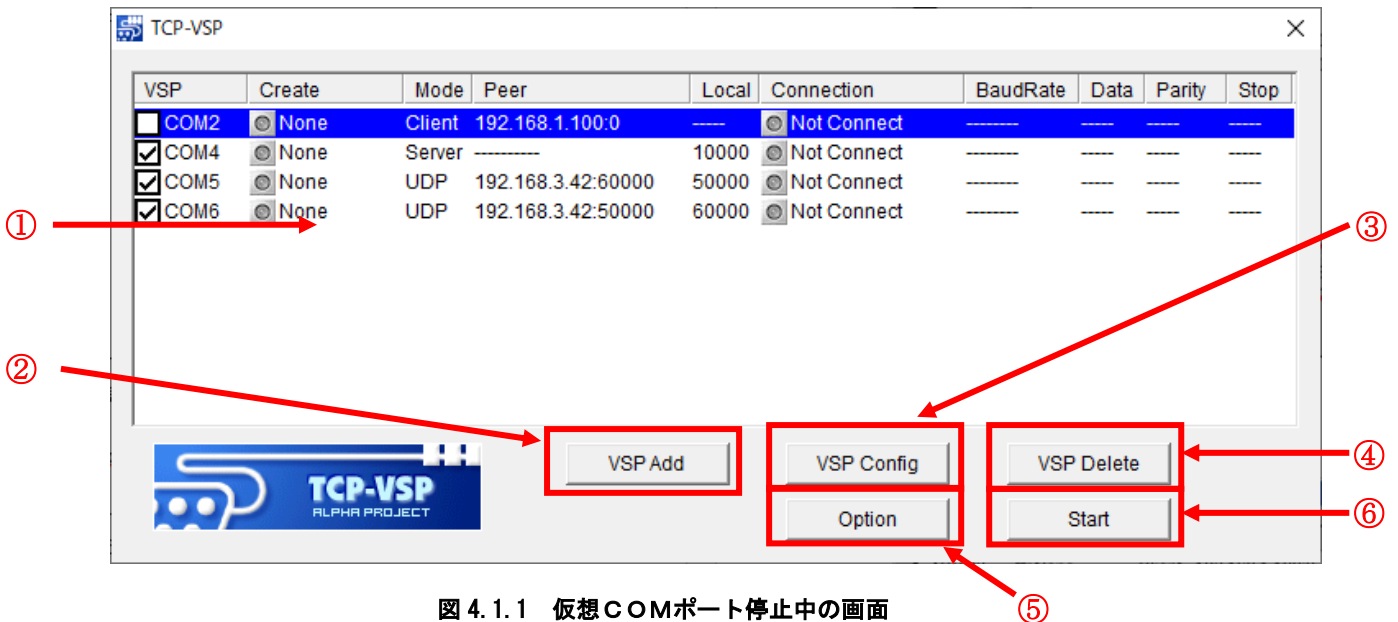 TCP-VSP
VSP Create Mode Peer Local Connection BaudRate Data Parity Stop
COM2 None Client 192.168.1.100:0 ----- Not Connect -------- ----- ----- -----
COM4 None Server ---------- 10000 Not Connect -------- ----- ----- -----
COM5 None UDP 192.168.3.42:60000 50000 Not Connect -------- ----- ----- -----
COM6 None UDP 192.168.3.42:50000 60000 Not Connect -------- ----- ----- -----
①
③
②
VSP Add VSP Config VSP Delete
④
TCP-VSP
ALPHA PROJECT
Option Start
⑥
⑤
図 4.1.1 仮想COMポート停止中の画面